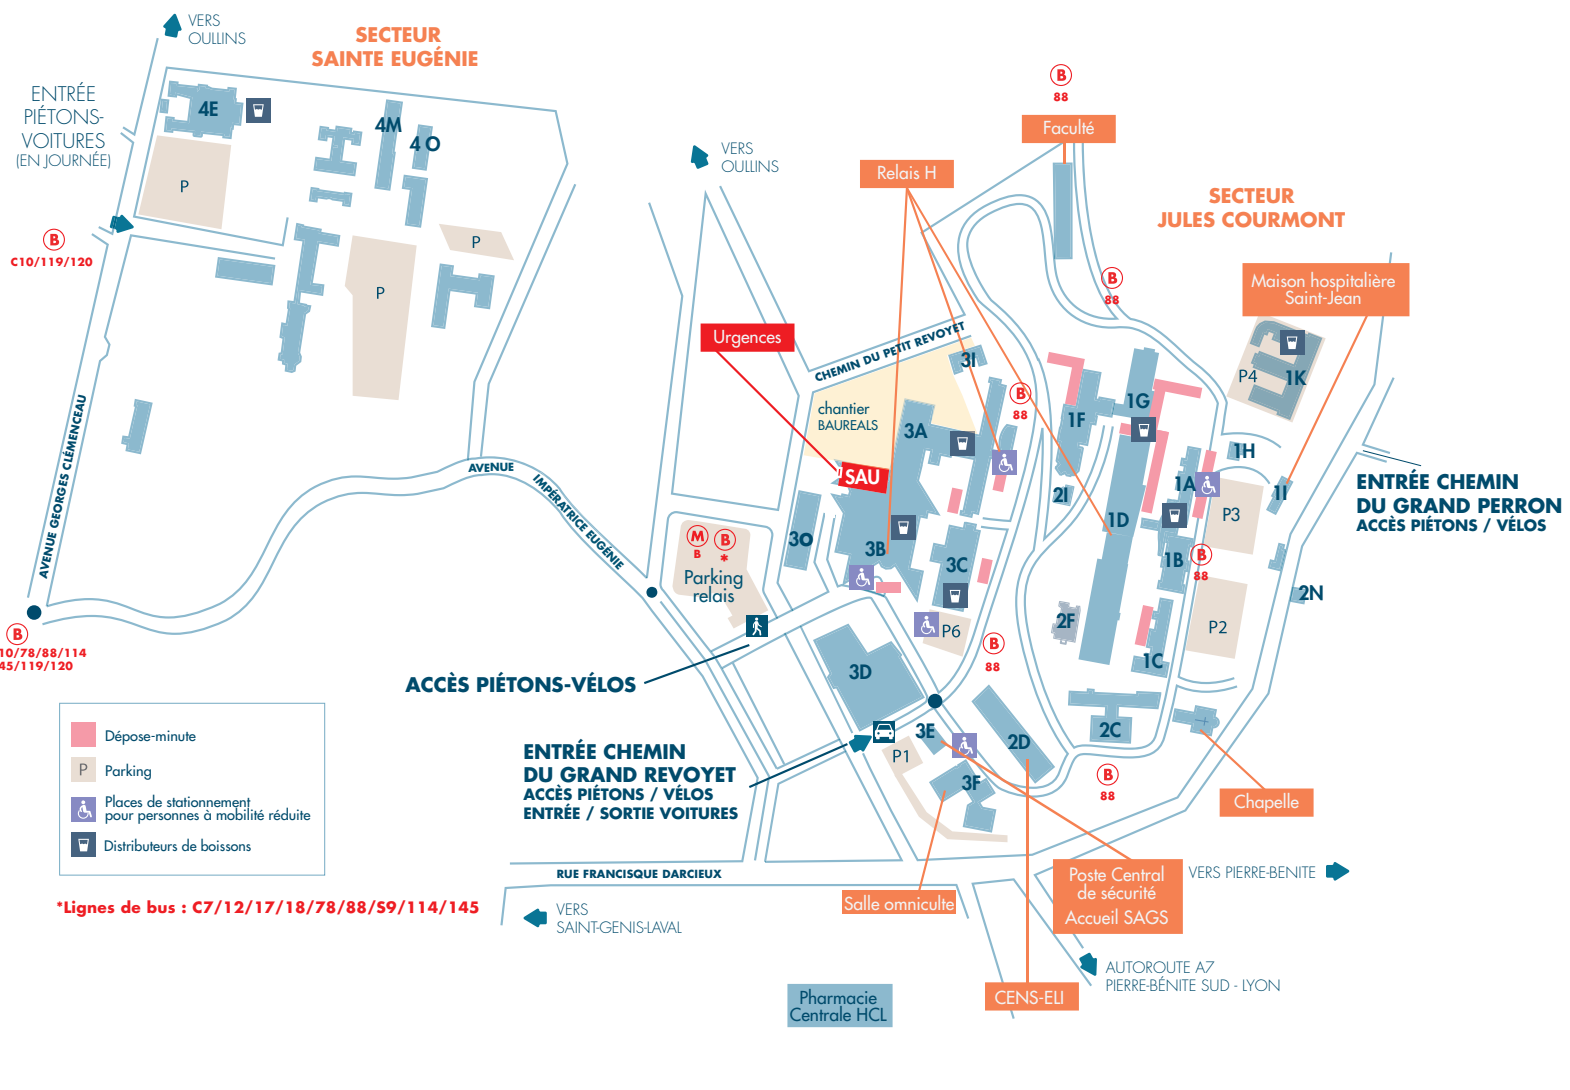 VERS
OULLINS
SECTEUR
SAINTE EUGÉNIE
ENTRÉE
PIÉTONS-
VOITURES
(EN JOURNÉE)
4E
4M
4 O
P
P
P
B
C10/119/120
AVENUE GEORGES CLÉMENCEAU
B
10/78/88/114
45/119/120
AVENUE
IMPÉRATRICE EUGÉNIE
VERS
OULLINS
B
88
Faculté
Relais H
SECTEUR
JULES COURMONT
B
88
Maison hospitalière
Saint-Jean
Urgences
CHEMIN DU PETIT REVOYET
3I
chantier
BAUREALS
3A
B
88
1F
1G
P4
1K
SAU
1H
1A
1I
2I
1D
P3
ENTRÉE CHEMIN
DU GRAND PERRON
ACCÈS PIÉTONS / VÉLOS
M
B
B
*
Parking
relais
3O
3B
3C
1B
B
88
2N
2F
P6
P2
B
88
1C
3D
ACCÈS PIÉTONS-VÉLOS
3E
2D
2C
P1
3F
B
88
ENTRÉE CHEMIN
DU GRAND REVOYET
ACCÈS PIÉTONS / VÉLOS
ENTRÉE / SORTIE VOITURES
Chapelle
Dépose-minute
P
Parking
Places de stationnement
pour personnes à mobilité réduite
Distributeurs de boissons
*Lignes de bus : C7/12/17/18/78/88/S9/114/145
RUE FRANCISQUE DARCIEUX
VERS
SAINT-GENIS-LAVAL
Salle omniculte
Poste Central
de sécurité
Accueil SAGS
VERS PIERRE-BENITE
CENS-ELI
AUTOROUTE A7
PIERRE-BÉNITE SUD - LYON
Pharmacie
Centrale HCL